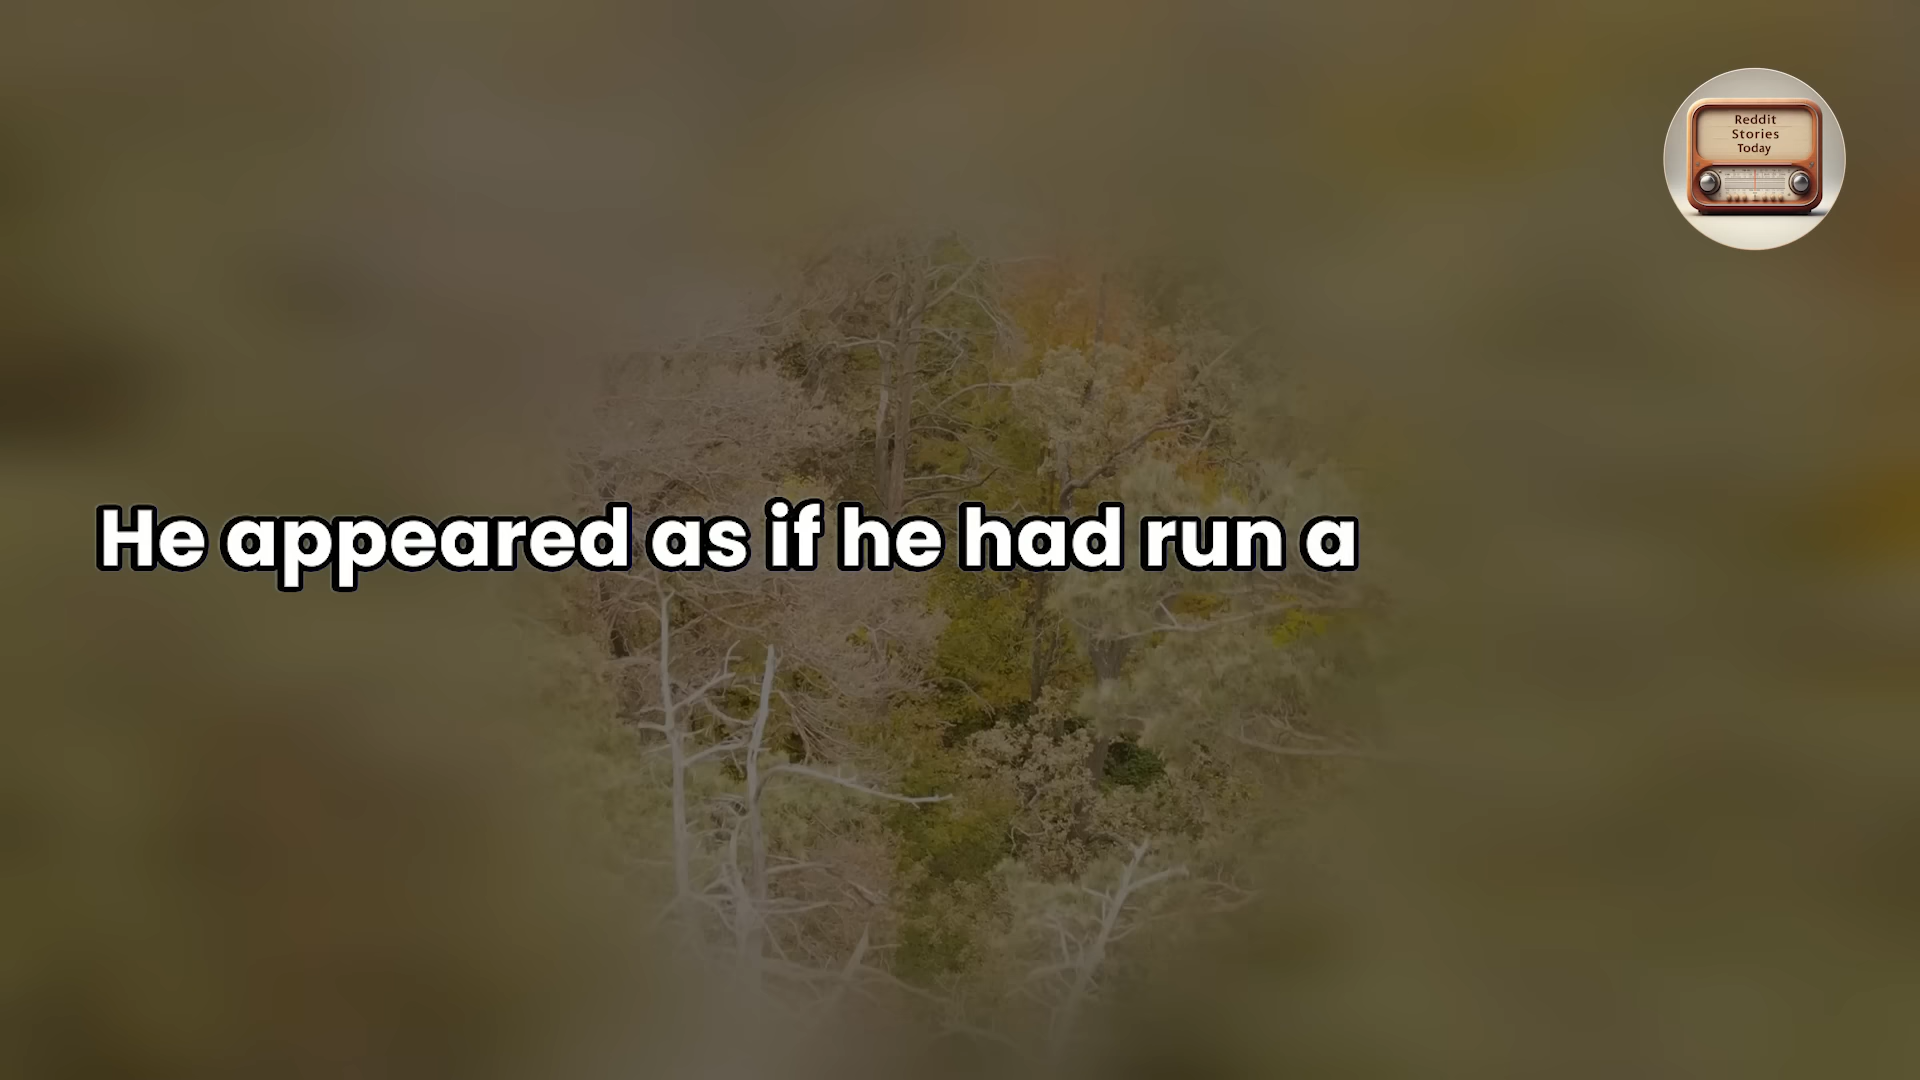 Reddit
Stories
Today
He appeared as if he had run a